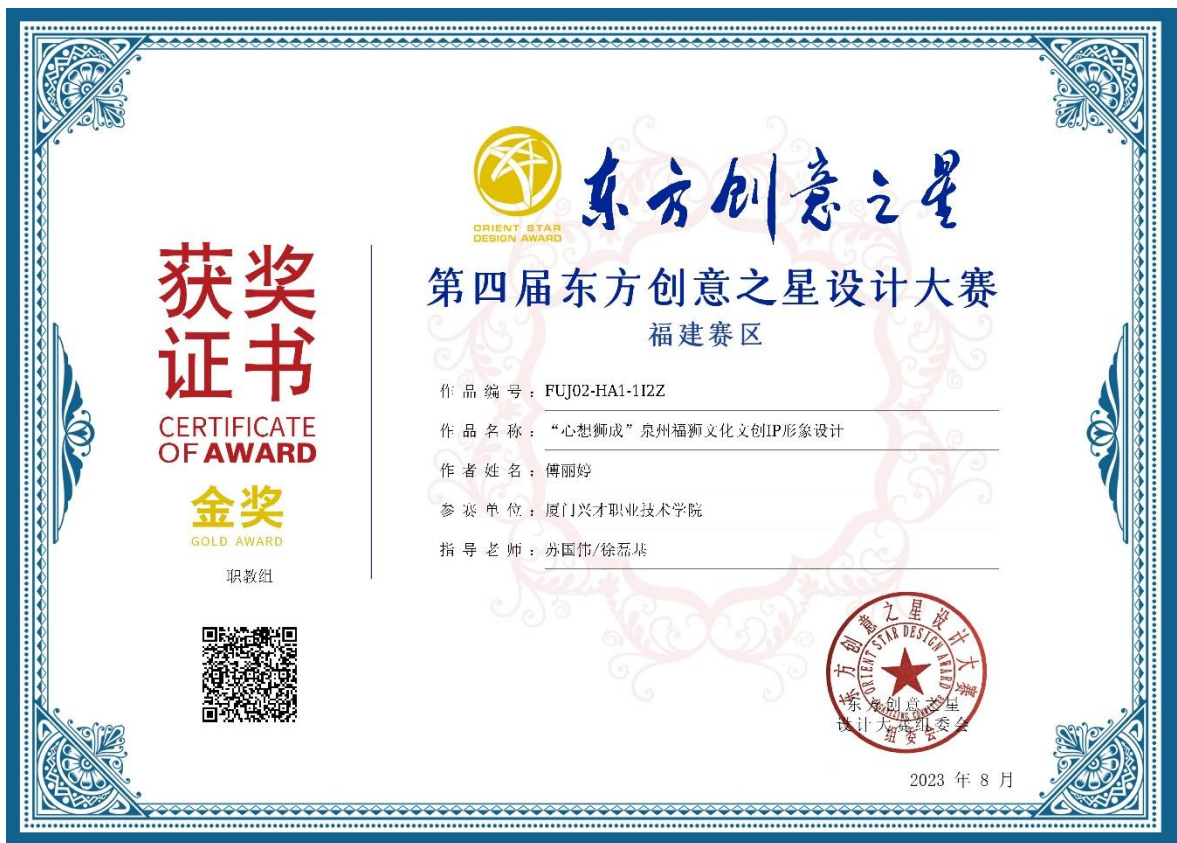 获奖
证书
CERTIFICATE
OF AWARD
金奖
GOLD AWARD
职教组
ORIENT STAR
DESIGN AWARD
东方创意之星
第四届东方创意之星设计大赛
福建赛区
作品编号：FUJ02-HA1-1I2Z
作品名称：“心想狮成”泉州福狮文化文创IP形象设计
作者姓名：傅丽婷
参赛单位：厦门兴才职业技术学院
指导老师：苏国伟/徐磊基
东方创意之星设计大赛
ORIENT STAR DESIGN AWARD
ORGANIZING COMMITTEE
组委会
东方创意之星
设计大赛组委会
2023 年 8 月